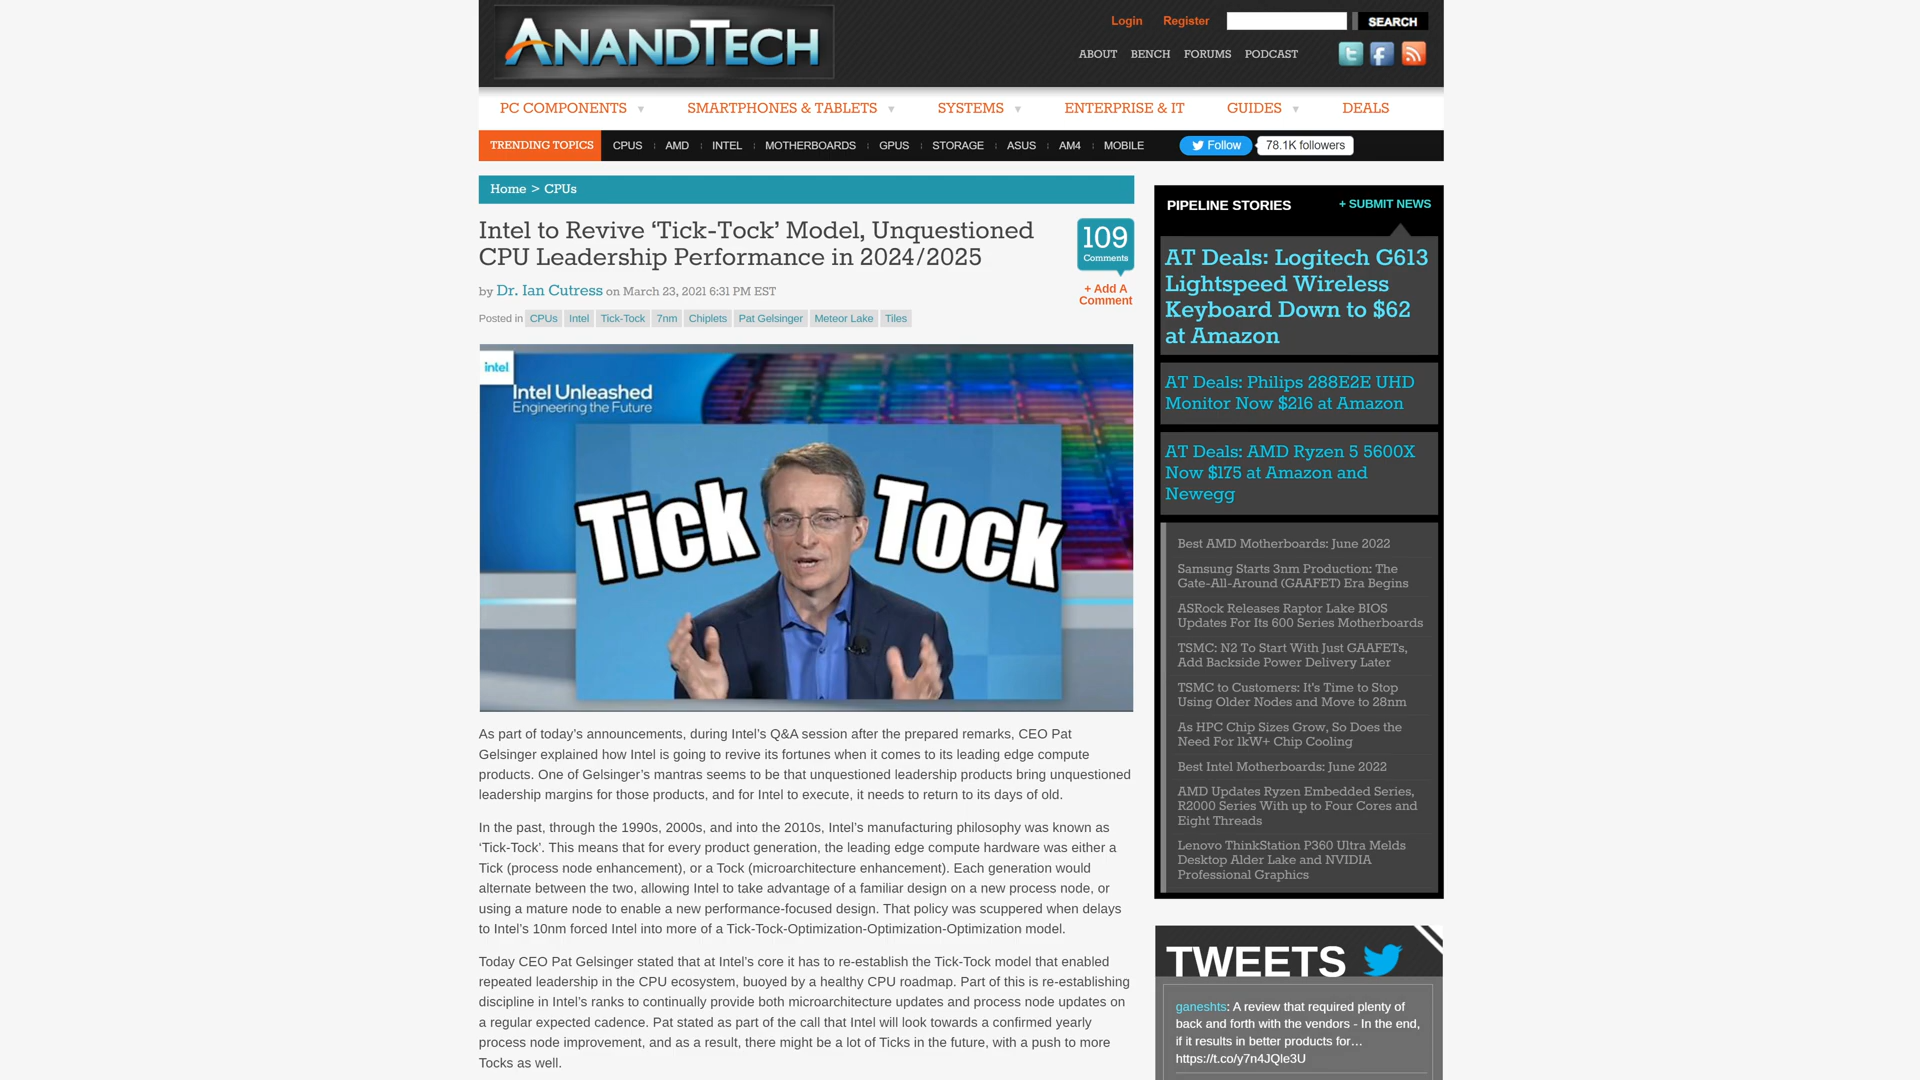 ANANDTECH
Login
Register
SEARCH
ABOUT
BENCH
FORUMS
PODCAST
PC COMPONENTS
SMARTPHONES & TABLETS
SYSTEMS
ENTERPRISE & IT
GUIDES
DEALS
TRENDING TOPICS
CPUS
AMD
INTEL
MOTHERBOARDS
GPUS
STORAGE
ASUS
AM4
MOBILE
Follow
78.1K followers
Home > CPUs
Intel to Revive ‘Tick-Tock’ Model, Unquestioned
CPU Leadership Performance in 2024/2025
by Dr. Ian Cutress on March 23, 2021 6:31 PM EST
Posted in CPUs Intel Tick-Tock 7nm Chiplets Pat Gelsinger Meteor Lake Tiles
109
Comments
+ Add A
Comment
intel
Intel Unleashed
Engineering the Future
Tick
Tock
As part of today’s announcements, during Intel’s Q&A session after the prepared remarks, CEO Pat
Gelsinger explained how Intel is going to revive its fortunes when it comes to its leading edge compute
products. One of Gelsinger’s mantras seems to be that unquestioned leadership products bring unquestioned
leadership margins for those products, and for Intel to execute, it needs to return to its days of old.
In the past, through the 1990s, 2000s, and into the 2010s, Intel’s manufacturing philosophy was known as
‘Tick-Tock’. This means that for every product generation, the leading edge compute hardware was either a
Tick (process node enhancement), or a Tock (microarchitecture enhancement). Each generation would
alternate between the two, allowing Intel to take advantage of a familiar design on a new process node, or
using a mature node to enable a new performance-focused design. That policy was scuppered when delays
to Intel’s 10nm forced Intel into more of a Tick-Tock-Optimization-Optimization-Optimization model.
Today CEO Pat Gelsinger stated that at Intel’s core it has to re-establish the Tick-Tock model that enabled
repeated leadership in the CPU ecosystem, buoyed by a healthy CPU roadmap. Part of this is re-establishing
discipline in Intel’s ranks to continually provide both microarchitecture updates and process node updates on
a regular expected cadence. Pat stated as part of the call that Intel will look towards a confirmed yearly
process node improvement, and as a result, there might be a lot of Ticks in the future, with a push to more
Tocks as well.
PIPELINE STORIES
+ SUBMIT NEWS
AT Deals: Logitech G613
Lightspeed Wireless
Keyboard Down to $62
at Amazon
AT Deals: Philips 288E2E UHD
Monitor Now $216 at Amazon
AT Deals: AMD Ryzen 5 5600X
Now $175 at Amazon and
Newegg
Best AMD Motherboards: June 2022
Samsung Starts 3nm Production: The
Gate-All-Around (GAAFET) Era Begins
ASRock Releases Raptor Lake BIOS
Updates For Its 600 Series Motherboards
TSMC: N2 To Start With Just GAAFETs,
Add Backside Power Delivery Later
TSMC to Customers: It's Time to Stop
Using Older Nodes and Move to 28nm
As HPC Chip Sizes Grow, So Does the
Need For 1kW+ Chip Cooling
Best Intel Motherboards: June 2022
AMD Updates Ryzen Embedded Series,
R2000 Series With up to Four Cores and
Eight Threads
Lenovo ThinkStation P360 Ultra Melds
Desktop Alder Lake and NVIDIA
Professional Graphics
TWEETS
ganeshts: A review that required plenty of
back and forth with the vendors - In the end,
if it results in better products for…
https://t.co/y7n4JQle3U